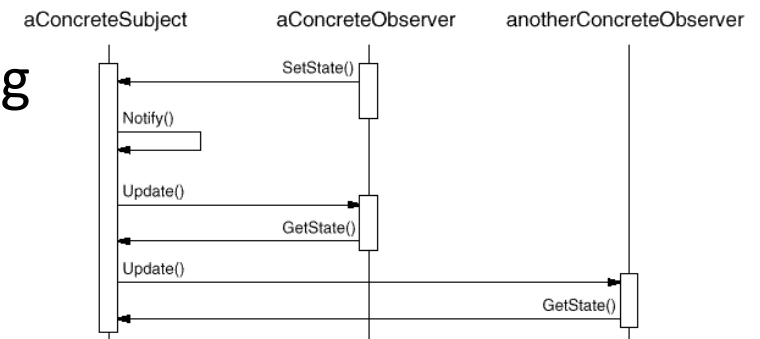 aConcreteSubject aConcreteObserver anotherConcreteObserver
g
SetState()
Notify()
Update()
GetState()
Update()
GetState()